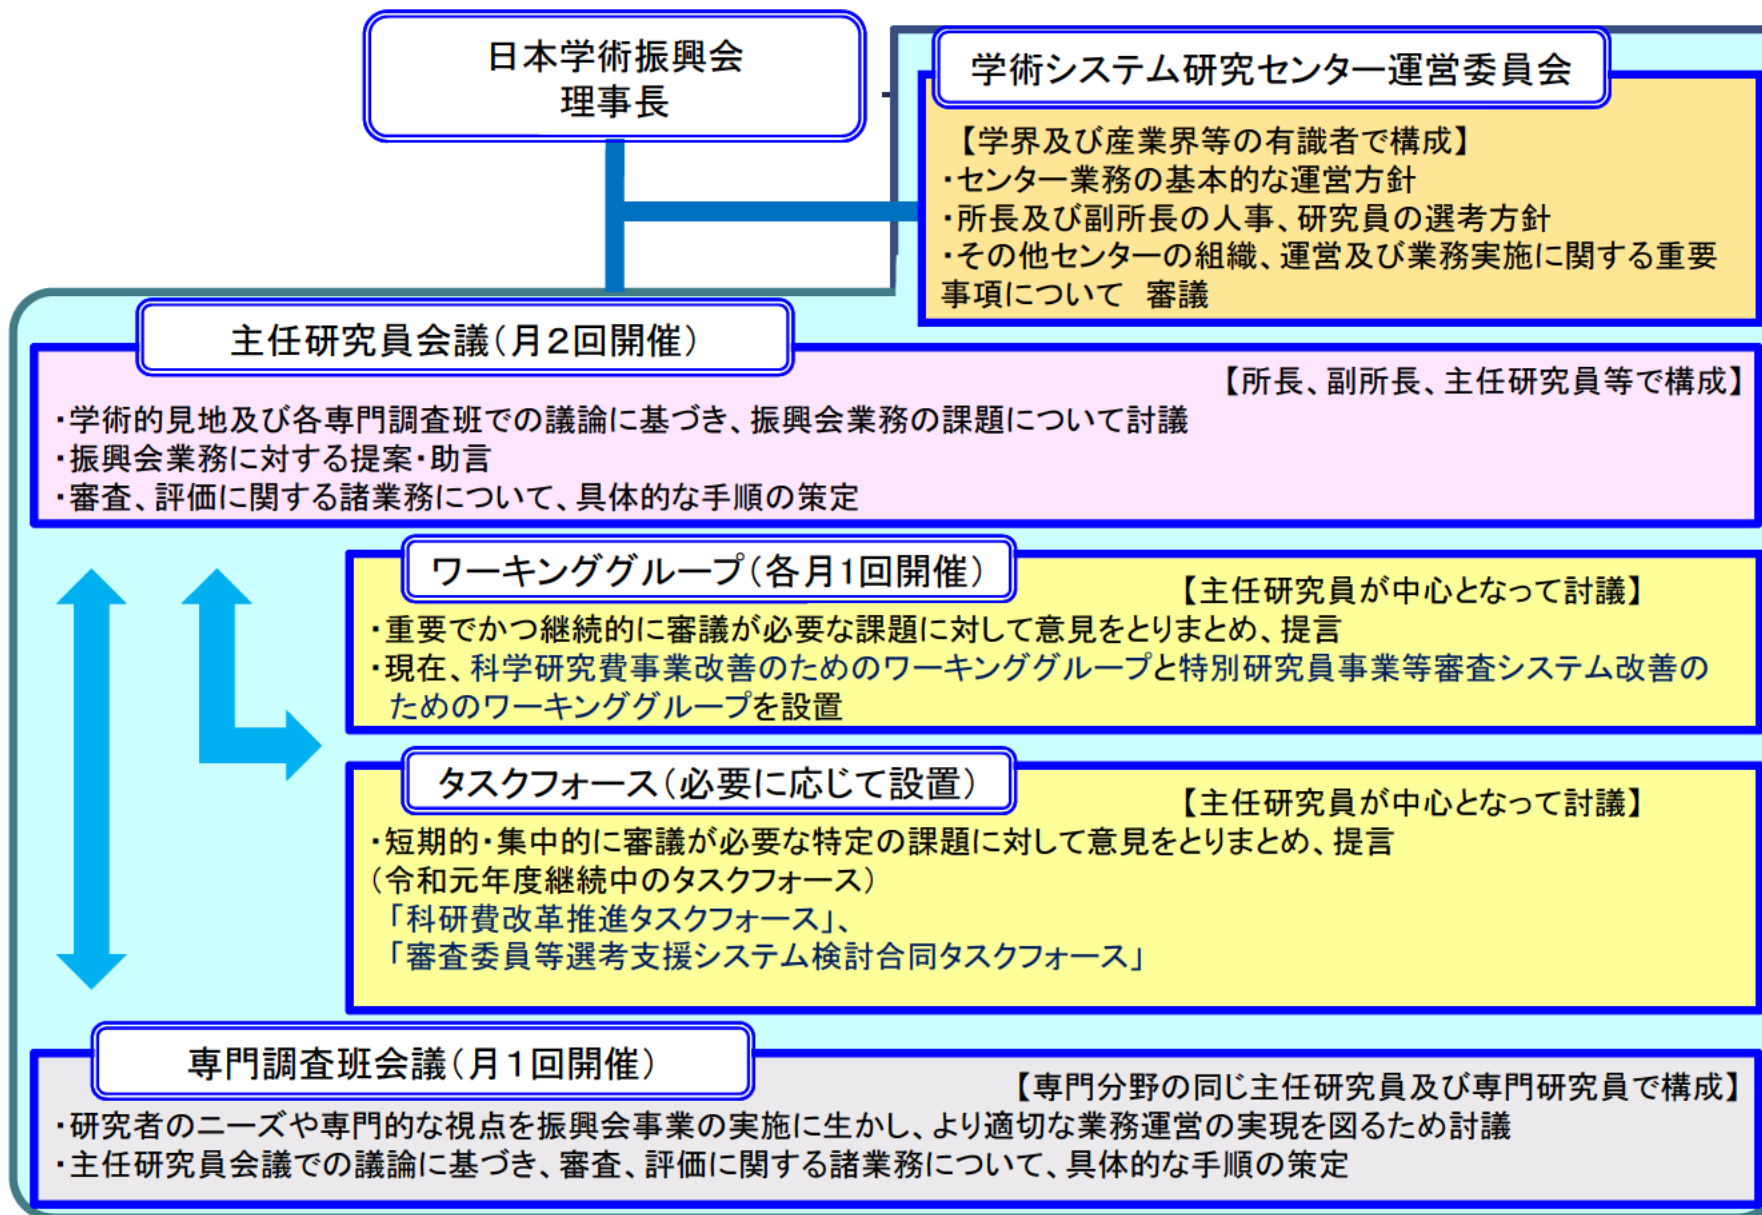 日本学術振興会
理事長
学術システム研究センター運営委員会
【学界及び産業界等の有識者で構成】
・センター業務の基本的な運営方針
・所長及び副所長の人事、研究員の選考方針
・その他センターの組織、運営及び業務実施に関する重要
事項について　審議
主任研究員会議(月2回開催)
【所長、副所長、主任研究員等で構成】
・学術的見地及び各専門調査班での議論に基づき、振興会業務の課題について討議
・振興会業務に対する提案・助言
・審査、評価に関する諸業務について、具体的な手順の策定
ワーキンググループ(各月1回開催)
【主任研究員が中心となって討議】
・重要でかつ継続的に審議が必要な課題に対して意見をとりまとめ、提言
・現在、科学研究費事業改善のためのワーキンググループと特別研究員事業等審査システム改善の
ためのワーキンググループを設置
タスクフォース(必要に応じて設置)
【主任研究員が中心となって討議】
・短期的・集中的に審議が必要な特定の課題に対して意見をとりまとめ、提言
(令和元年度継続中のタスクフォース)
「科研費改革推進タスクフォース」、
「審査委員等選考支援システム検討合同タスクフォース」
専門調査班会議(月1回開催)
【専門分野の同じ主任研究員及び専門研究員で構成】
・研究者のニーズや専門的な視点を振興会事業の実施に生かし、より適切な業務運営の実現を図るため討議
・主任研究員会議での議論に基づき、審査、評価に関する諸業務について、具体的な手順の策定